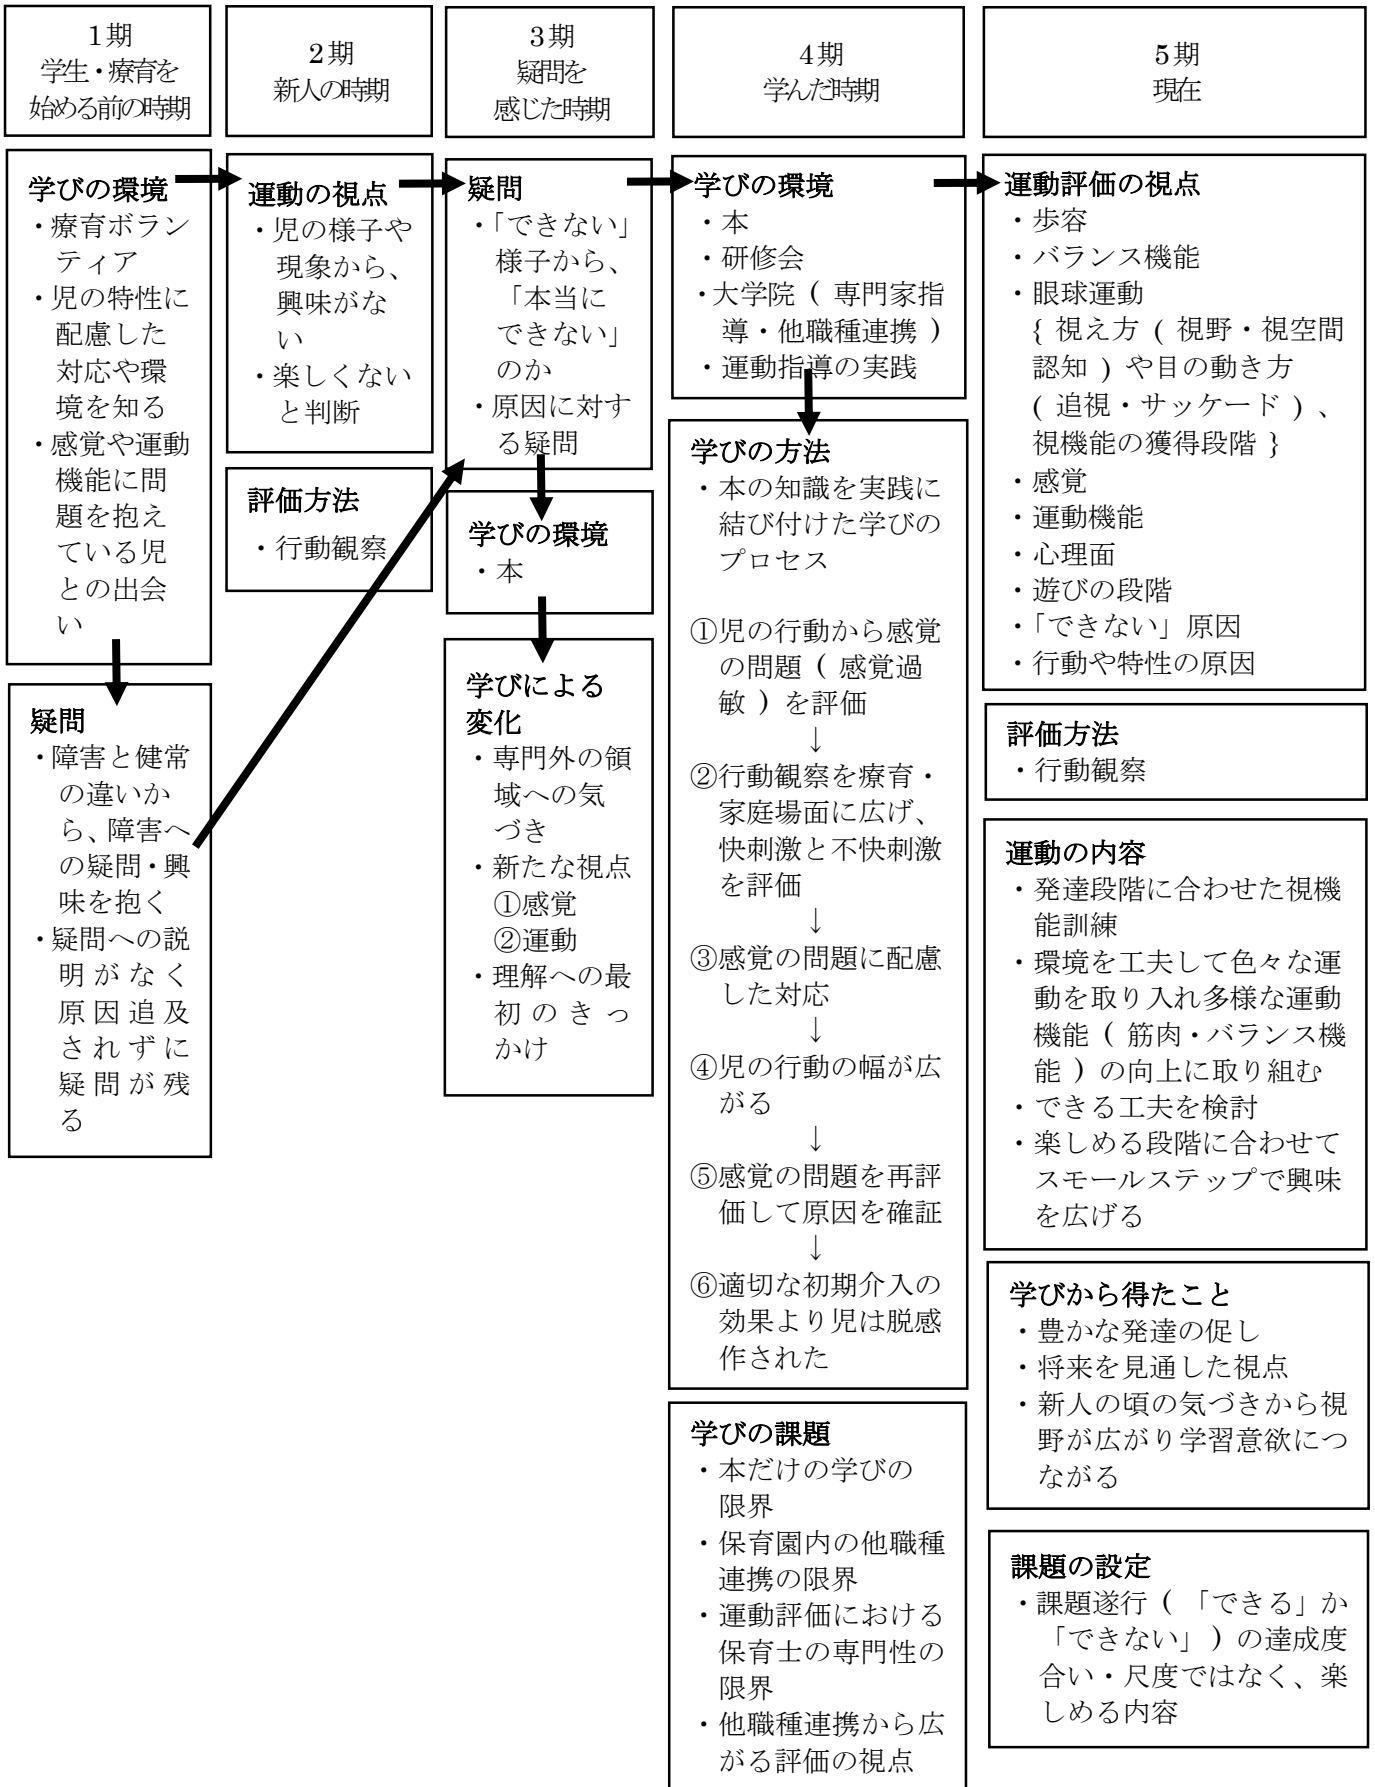 1期
学生・療育を
始める前の時期
2期
新人の時期
3期
疑問を
感じた時期
4期
学んだ時期
5期
現在
学びの環境
・療育ボラン
ティア
・児の特性に
配慮した
対応や環
境を知る
・感覚や運動
機能に問
題を抱え
ている児
との出会
い
疑問
・障害と健常
の違いか
ら、障害へ
の疑問・興
味を抱く
・疑問への説
明がなく
原因追及
されずに
疑問が残
る
運動の視点
・児の様子や
現象から、
興味がな
い
・楽しくない
と判断
評価方法
・行動観察
疑問
・「できない」
様子から、
「本当に
できない」
のか
・原因に対す
る疑問
学びの環境
・本
学びによる
変化
・専門外の領
域への気
づき
・新たな視点
①感覚
②運動
・理解への最
初のきっ
かけ
学びの環境
・本
・研修会
・大学院(専門家指
導・他職種連携)
・運動指導の実践
学びの方法
・本の知識を実践に
結び付けた学びの
プロセス
①児の行動から感覚
の問題(感覚過
敏)を評価
↓
②行動観察を療育・
家庭場面に広げ、
快刺激と不快刺激
を評価
↓
③感覚の問題に配慮
した対応
↓
④児の行動の幅が広
がる
↓
⑤感覚の問題を再評
価して原因を確証
↓
⑥適切な初期介入の
効果より児は脱感
作された
学びの課題
・本だけの学びの
限界
・保育園内の他職種
連携の限界
・運動評価における
保育士の専門性の
限界
・他職種連携から広
がる評価の視点
運動評価の視点
・歩容
・バランス機能
・眼球運動
{視え方(視野・視空間
認知)や目の動き方
(追視・サッケード)、
視機能の獲得段階}
・感覚
・運動機能
・心理面
・遊びの段階
・「できない」原因
・行動や特性の原因
評価方法
・行動観察
運動の内容
・発達段階に合わせた視機
能訓練
・環境を工夫して色々な運
動を取り入れ多様な運動
機能(筋肉・バランス機
能)の向上に取り組む
・できる工夫を検討
・楽しめる段階に合わせて
スモールステップで興味
を広げる
学びから得たこと
・豊かな発達の促し
・将来を見通した視点
・新人の頃の気づきから視
野が広がり学習意欲につ
ながる
課題の設定
・課題遂行(「できる」か
「できない」)の達成度
合い・尺度ではなく、楽
しめる内容